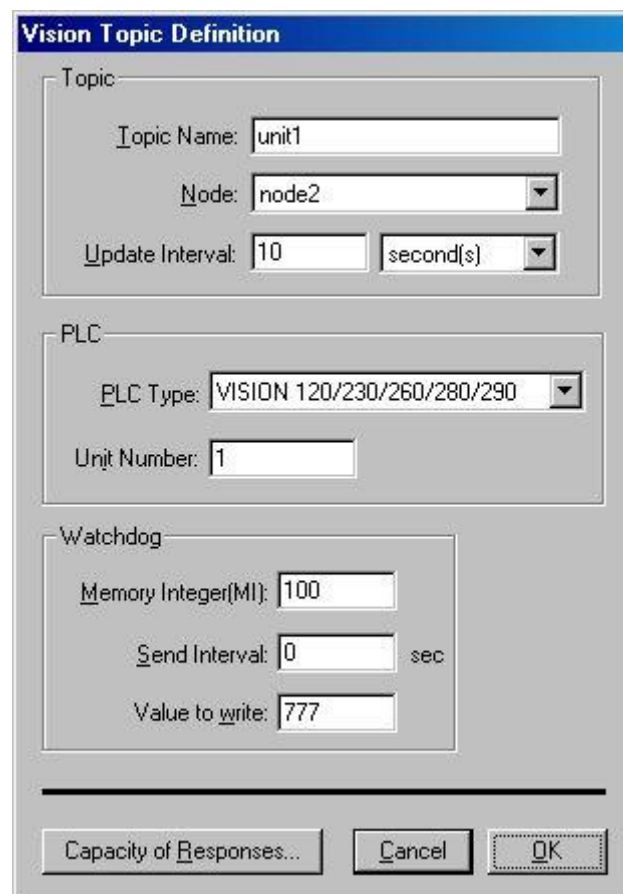 Vision Topic Definition
Topic
Topic Name: unit1
Node: node2
Update Interval: 10 second(s)
PLC
PLC Type: VISION 120/230/260/280/290
Unit Number: 1
Watchdog
Memory Integer(MI): 100
Send Interval: 0 sec
Value to write: 777
Capacity of Responses... Cancel OK